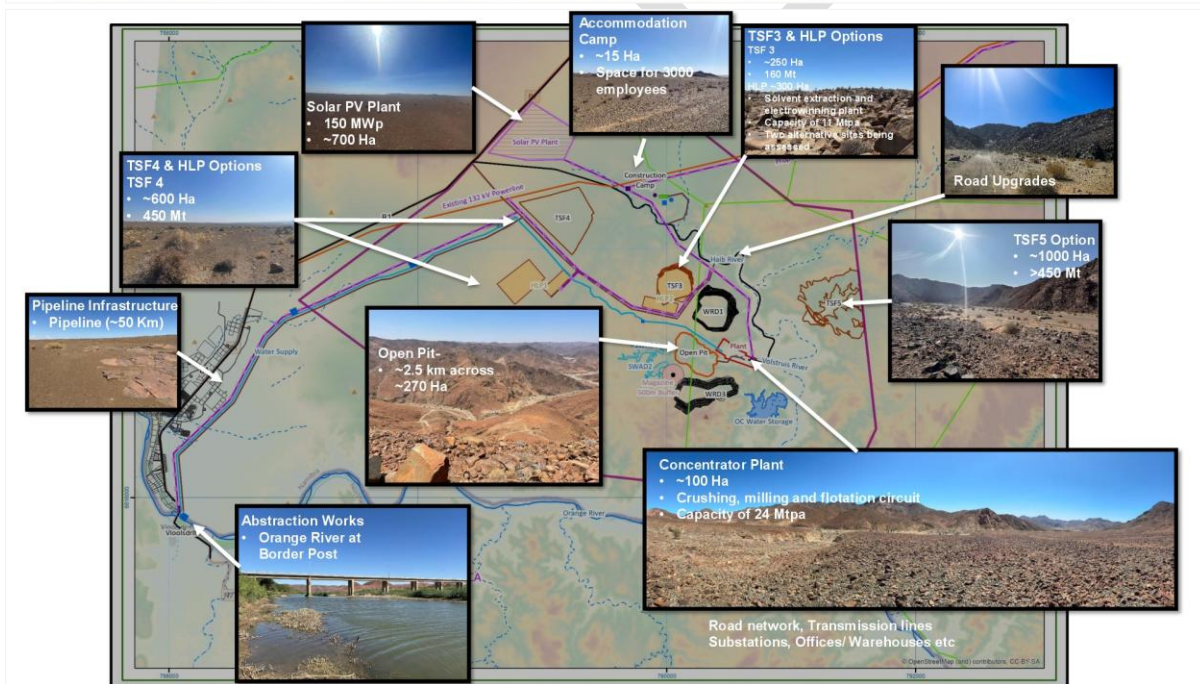 Accommodation
Camp
• ~15 Ha
• Space for 3000
employees
TSF3 & HLP Options
TSF 3
• ~250 Ha
• 160 Mt
HLP ~300 Ha
• Solvent extraction and
electrowinning plant
Capacity of 11 Mtpa
• Two alternative sites being
assessed
Solar PV Plant
• 150 MWp
• ~700 Ha
Road Upgrades
TSF4 & HLP Options
TSF 4
• ~600 Ha
• 450 Mt
TSF5 Option
• ~1000 Ha
• >450 Mt
Pipeline Infrastructure
• Pipeline (~50 Km)
Open Pit-
• ~2.5 km across
~270 Ha
Concentrator Plant
• ~100 Ha
• Crushing, milling and flotation circuit
• Capacity of 24 Mtpa
Abstraction Works
• Orange River at
Border Post
Road network, Transmission lines
Substations, Offices/ Warehouses etc
Solar PV Plant
Construction
Camp
Existing 132 kV Powerline
TSF4
Haib River
TSF3
TSF5
WRD1
Water Supply
Open Pit
Plant
Volstruis River
SWAD2
Magazine
WRD3
OC Water Storage
Orange River
Vioolsdrif
© OpenStreetMap (and) contributors, CC-BY-SA